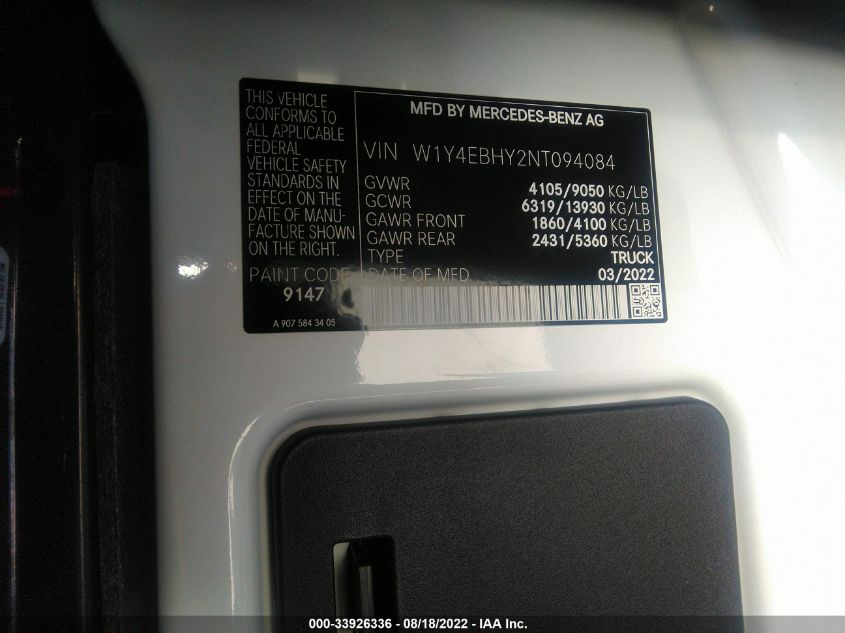 THIS VEHICLE
CONFORMS TO
ALL APPLICABLE
FEDERAL
VEHICLE SAFETY
STANDARDS IN
EFFECT ON THE
DATE OF MANU-
FACTURE SHOWN
ON THE RIGHT.
PAINT CODE
9147
A 907 584 34 05
MFD BY MERCEDES-BENZ AG
VIN W1Y4EBHY2NT094084
GVWR 4105/9050 KG/LB
GCWR 6319/13930 KG/LB
GAWR FRONT 1860/4100 KG/LB
GAWR REAR 2431/5360 KG/LB
TYPE TRUCK
DATE OF MFD 03/2022
000-33926336 - 08/18/2022 - IAA Inc.